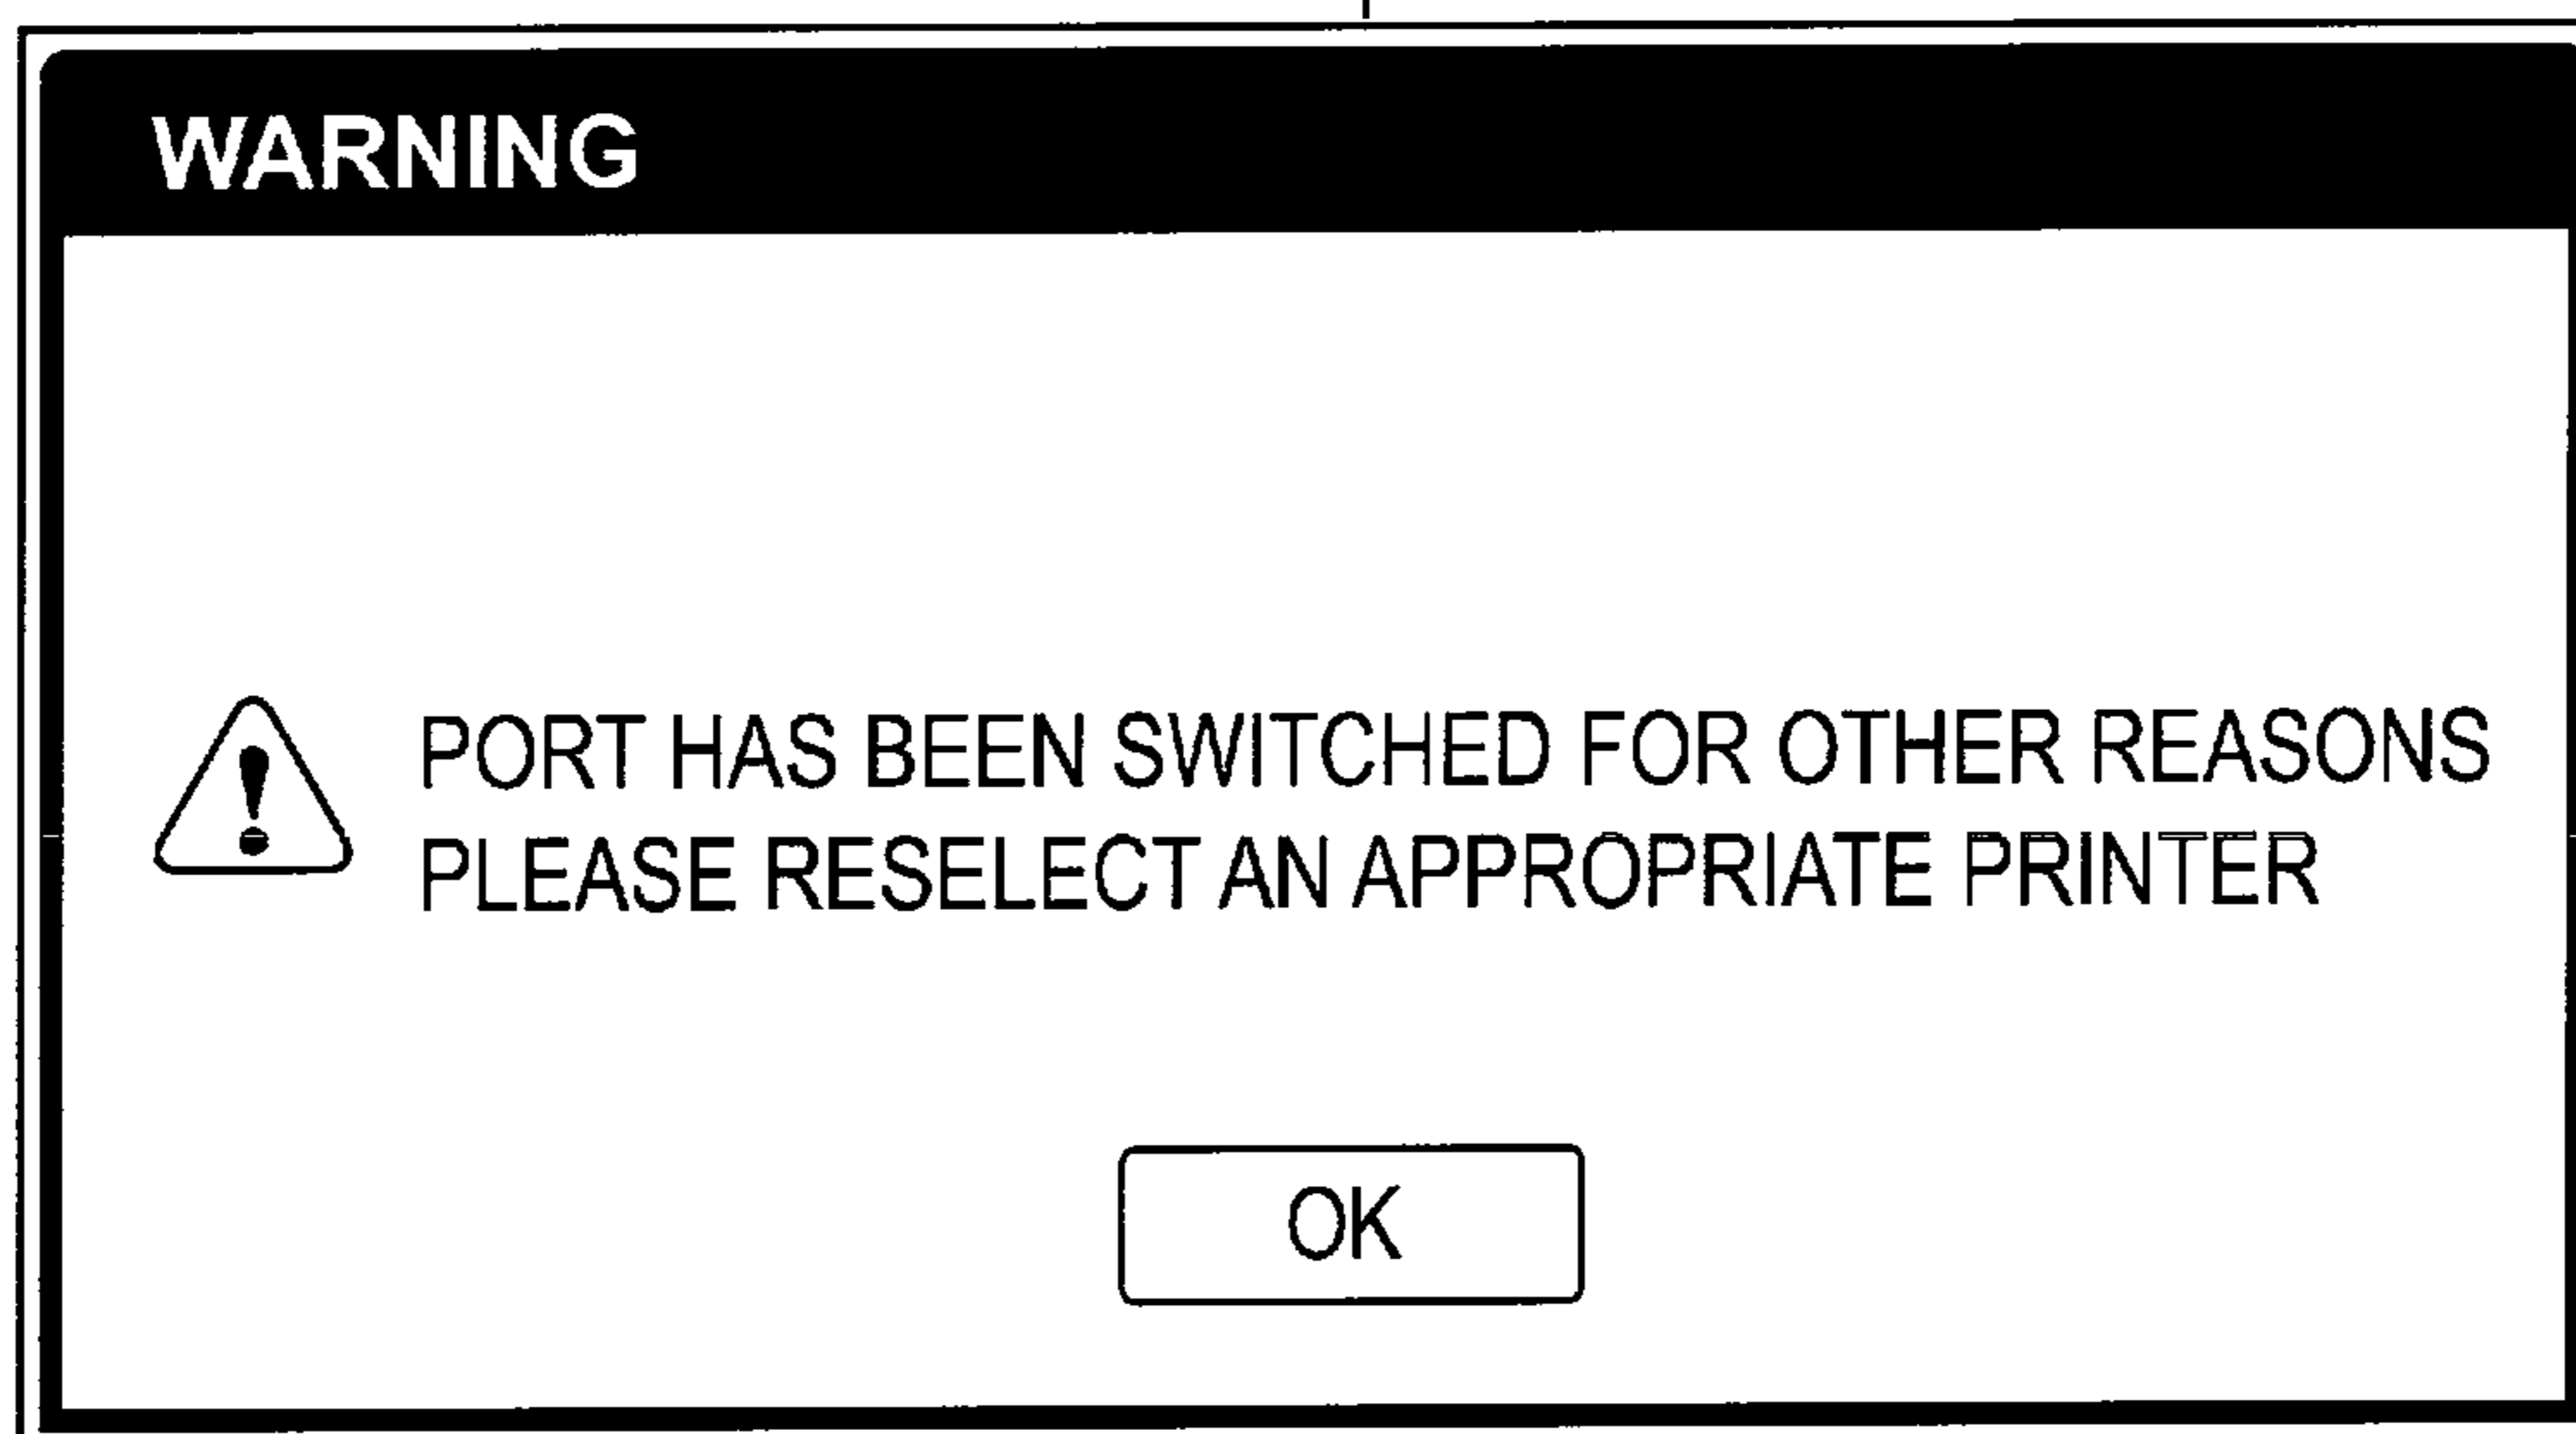 WARNING
PORT HAS BEEN SWITCHED FOR OTHER REASONS
PLEASE RESELECT AN APPROPRIATE PRINTER
OK